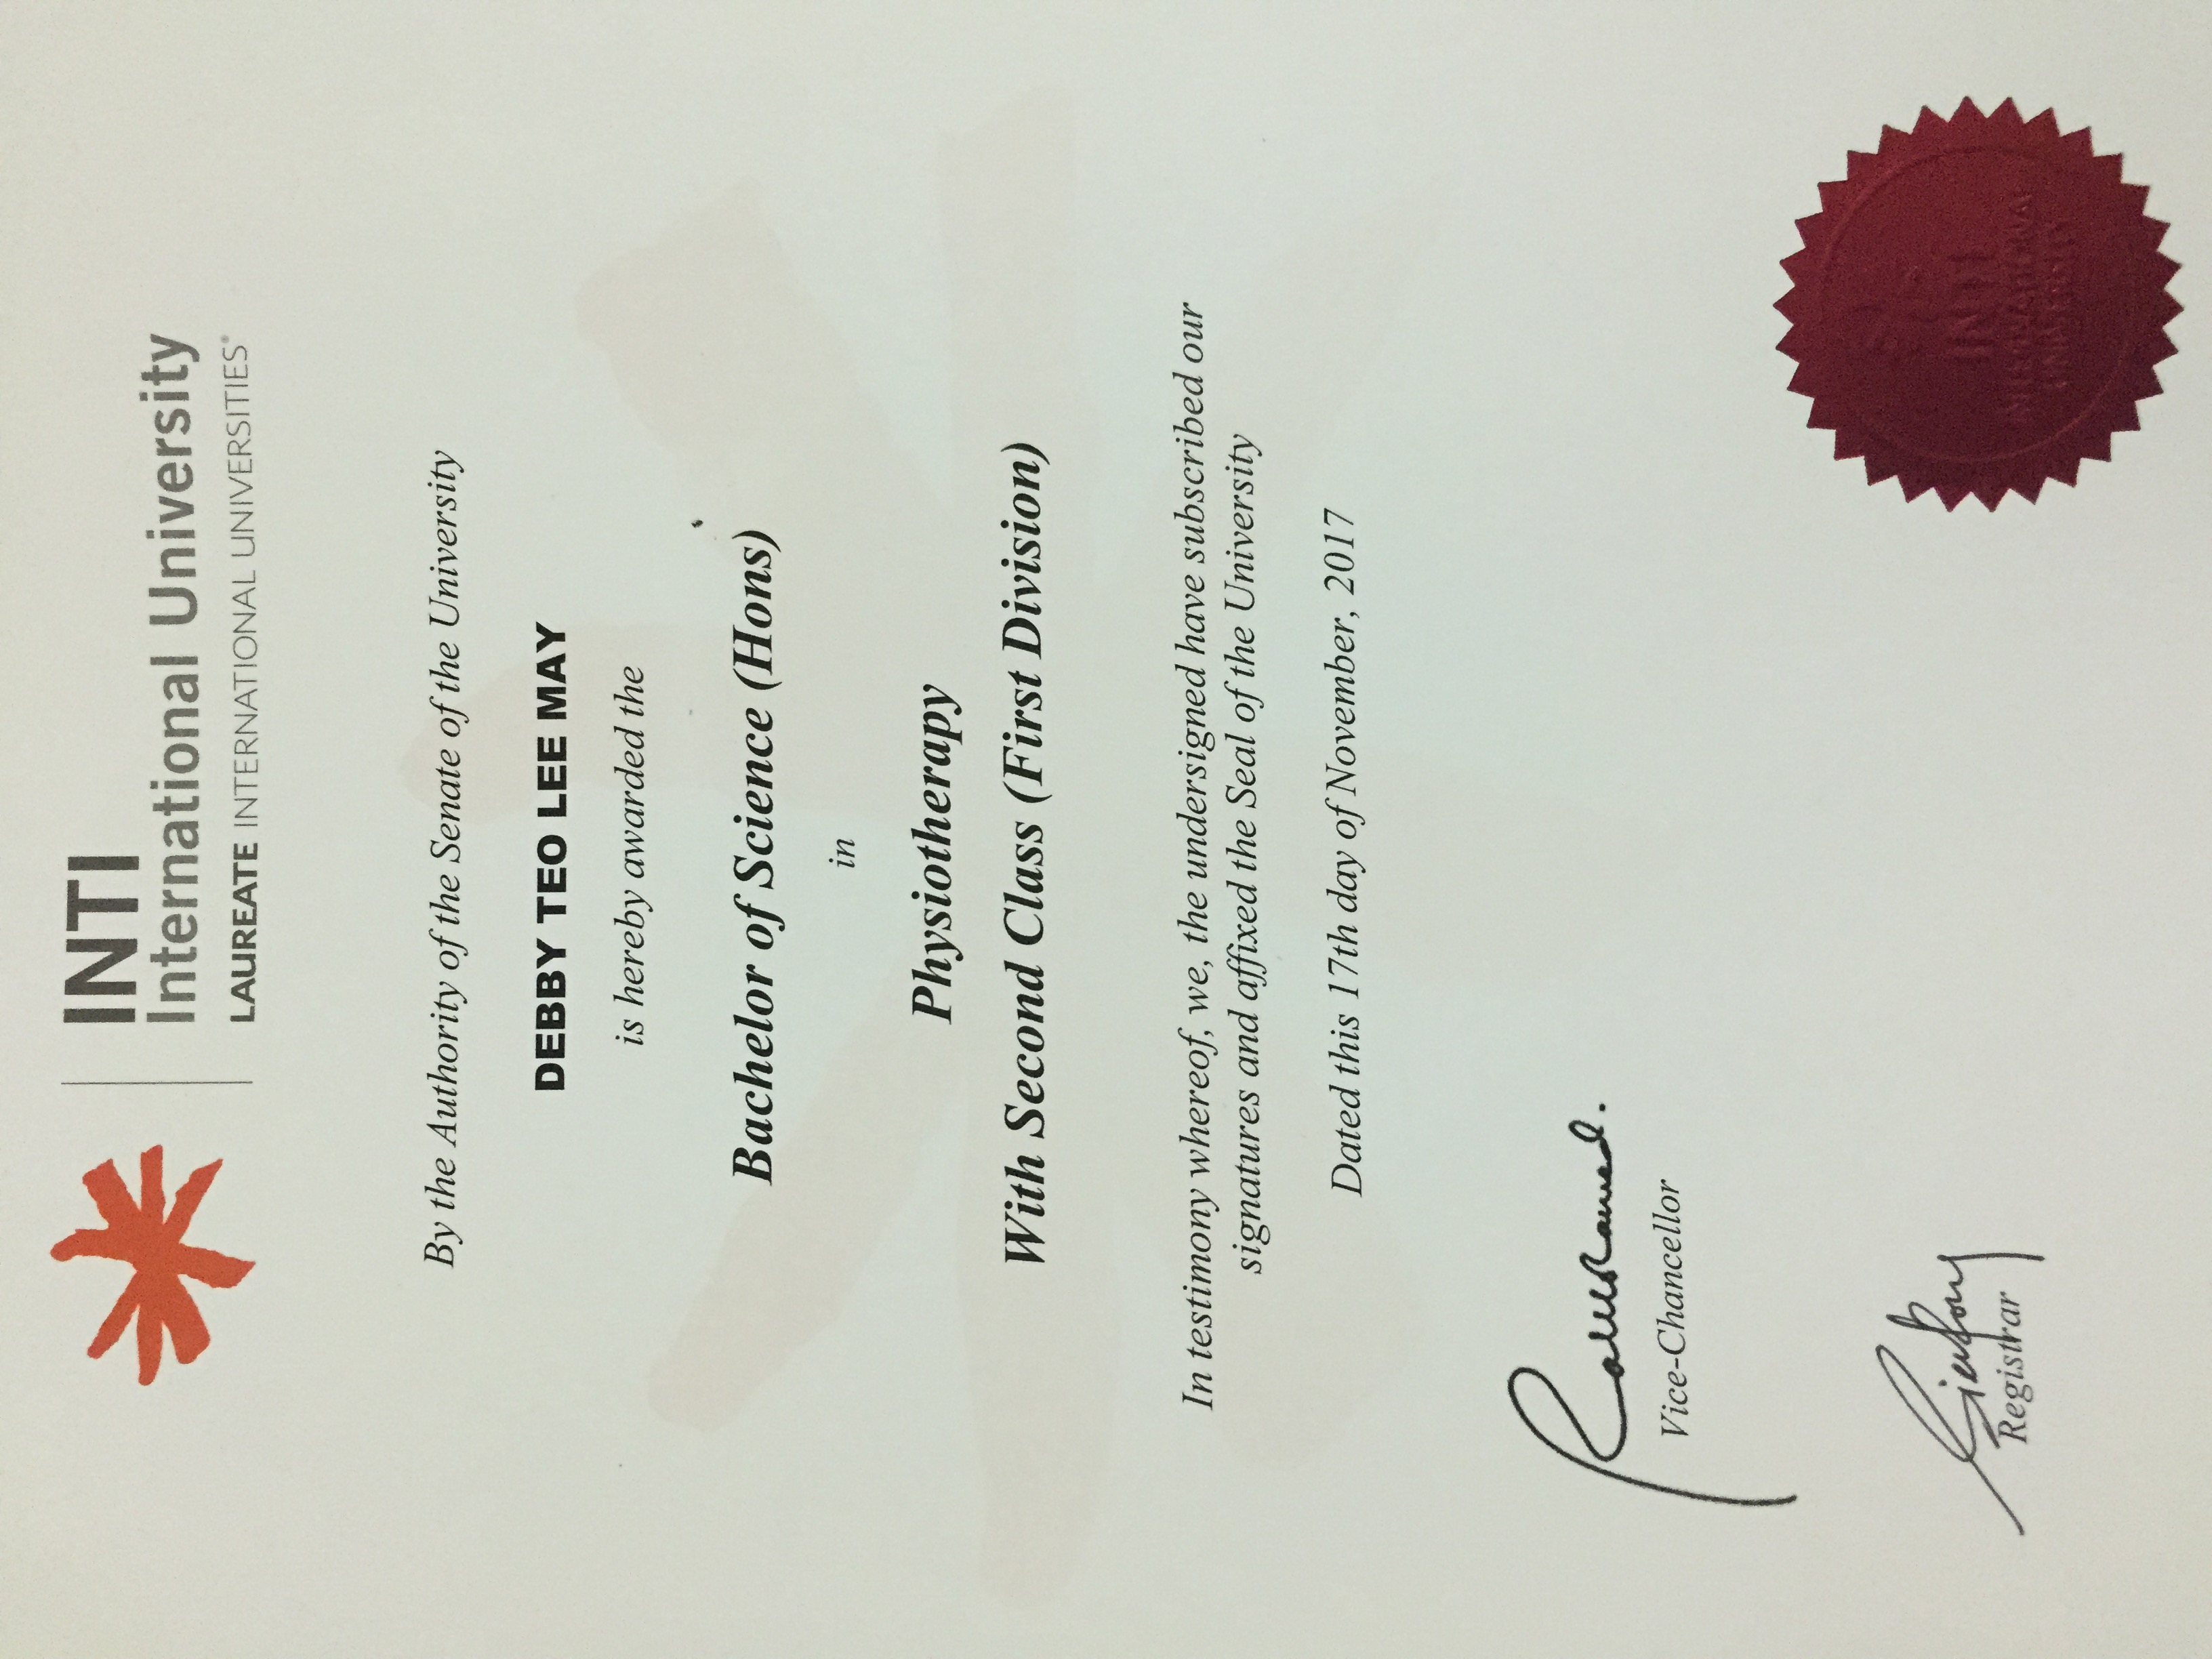 INTI
International University
LAUREATE INTERNATIONAL UNIVERSITIES®
By the Authority of the Senate of the University
DEBBY TEO LEE MAY
is hereby awarded the
Bachelor of Science (Hons)
in
Physiotherapy
With Second Class (First Division)
In testimony whereof, we, the undersigned have subscribed our
signatures and affixed the Seal of the University
Dated this 17th day of November, 2017
Vice-Chancellor
Registrar
INTI
INTERNATIONAL
UNIVERSITY